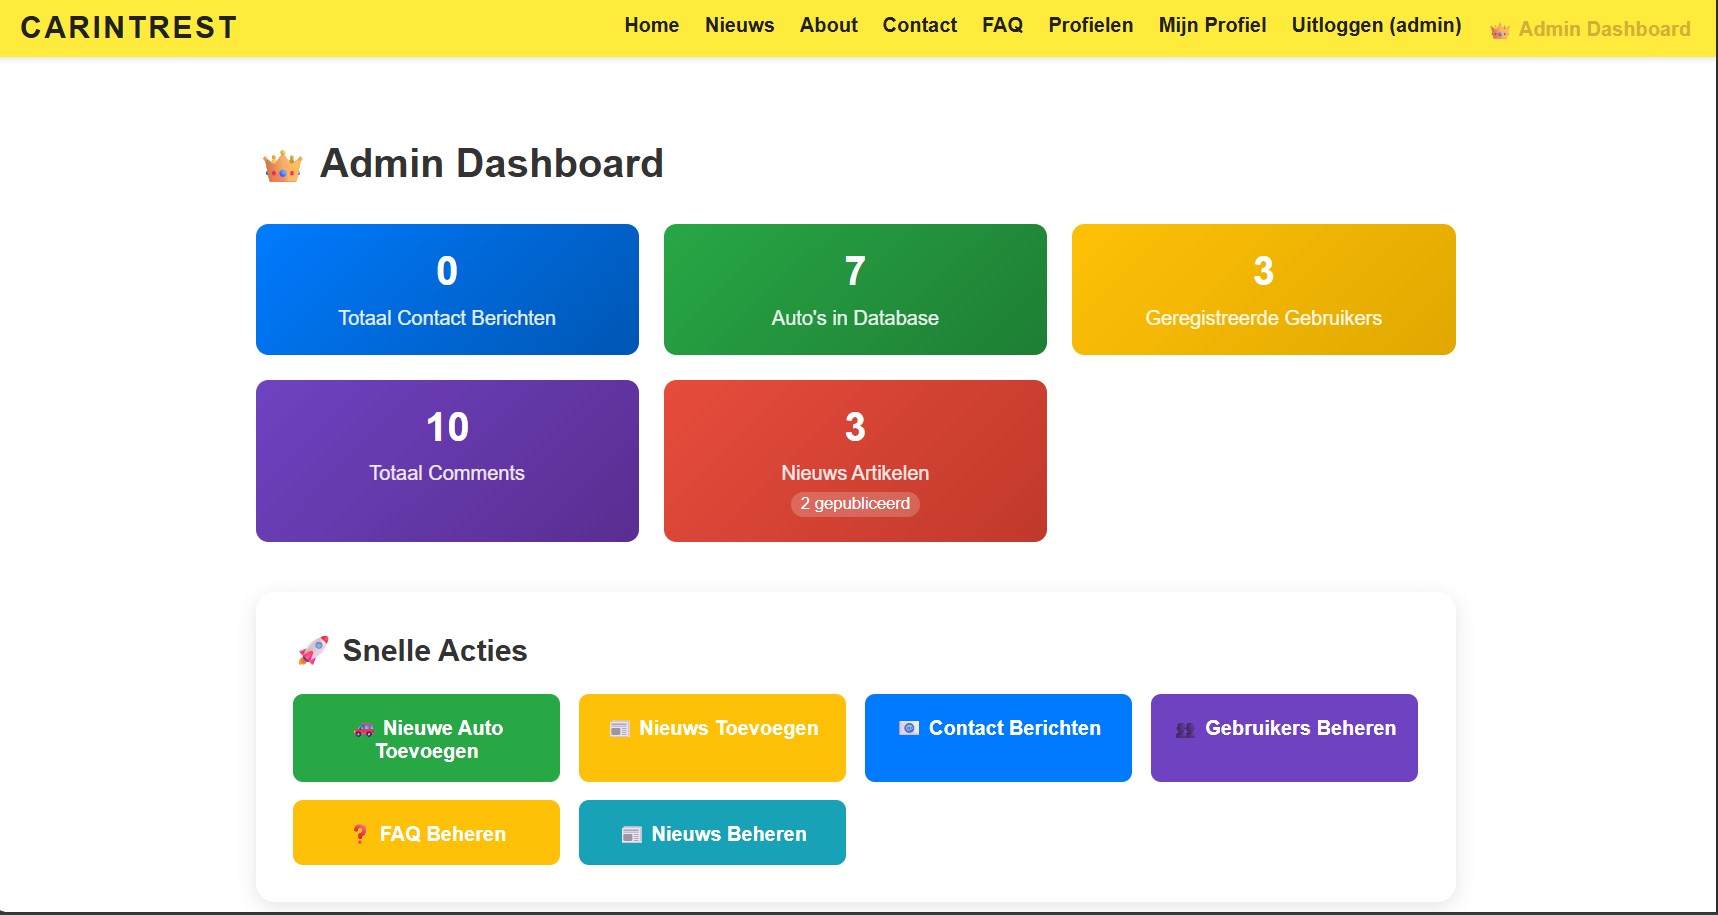 CARINTREST
Home Nieuws About Contact FAQ Profielen Mijn Profiel Uitloggen (admin) 👑 Admin Dashboard
👑 Admin Dashboard
0
Totaal Contact Berichten
7
Auto's in Database
3
Geregistreerde Gebruikers
10
Totaal Comments
3
Nieuws Artikelen
2 gepubliceerd
🚀 Snelle Acties
🚗 Nieuwe Auto
Toevoegen
📰 Nieuws Toevoegen
📧 Contact Berichten
👥 Gebruikers Beheren
❓ FAQ Beheren
📰 Nieuws Beheren